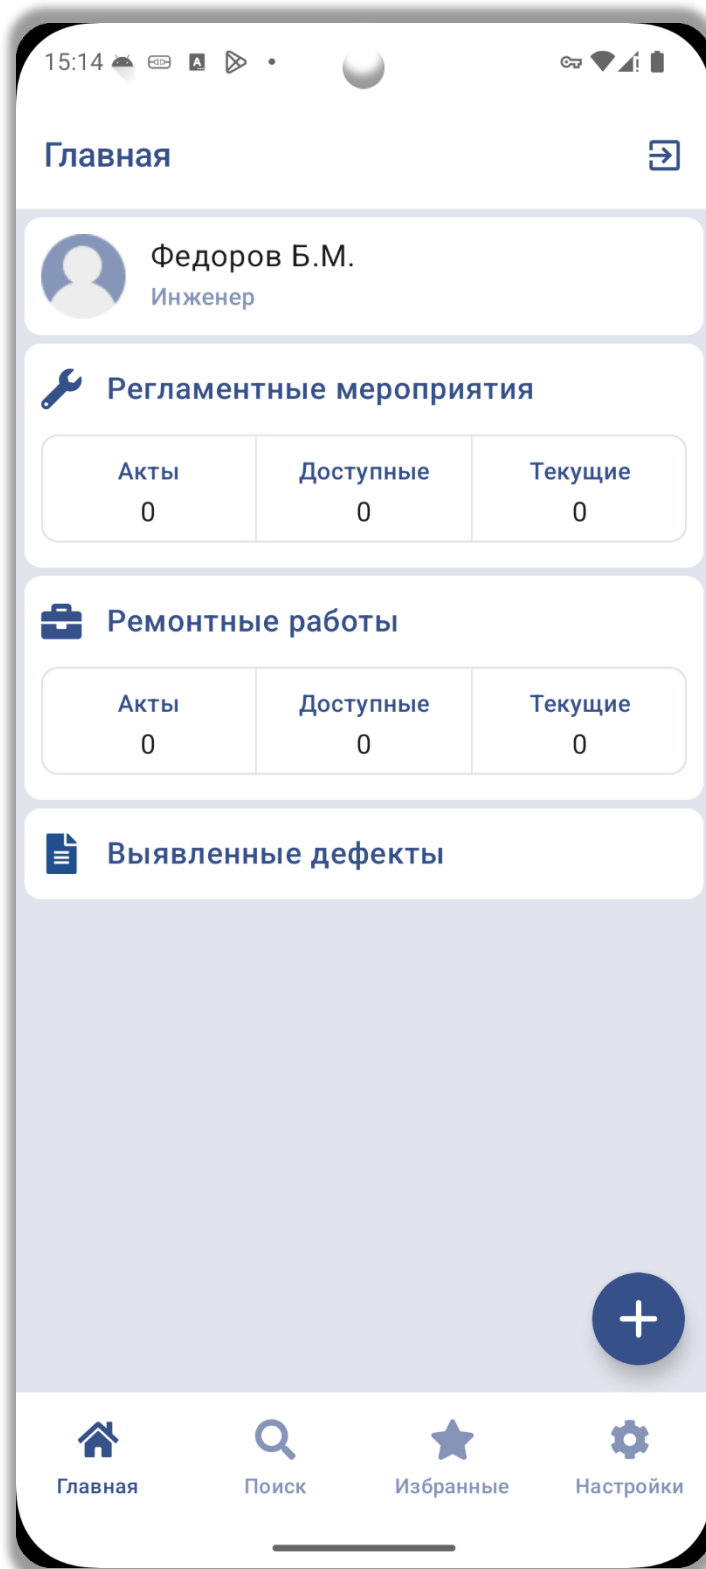 15:14
Главная
Федоров Б.М.
Инженер
Регламентные мероприятия
Акты Доступные Текущие
0 0 0
Ремонтные работы
Акты Доступные Текущие
0 0 0
Выявленные дефекты
Главная Поиск Избранные Настройки